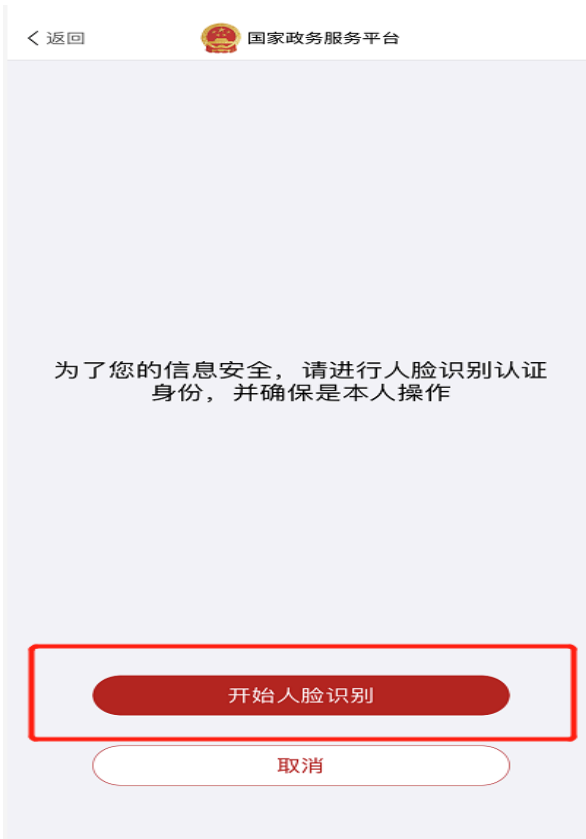 返回 国家政务服务平台
为了您的信息安全，请进行人脸识别认证
身份，并确保是本人操作
开始人脸识别
取消